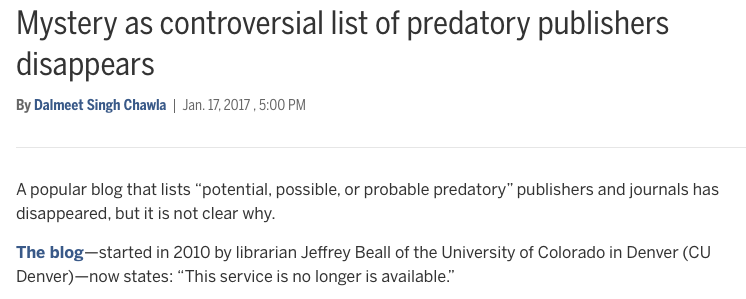 Mystery as controversial list of predatory publishers
disappears
By Dalmeet Singh Chawla | Jan. 17, 2017 , 5:00 PM
A popular blog that lists “potential, possible, or probable predatory” publishers and journals has
disappeared, but it is not clear why.
The blog—started in 2010 by librarian Jeffrey Beall of the University of Colorado in Denver (CU
Denver)—now states: “This service is no longer is available.”